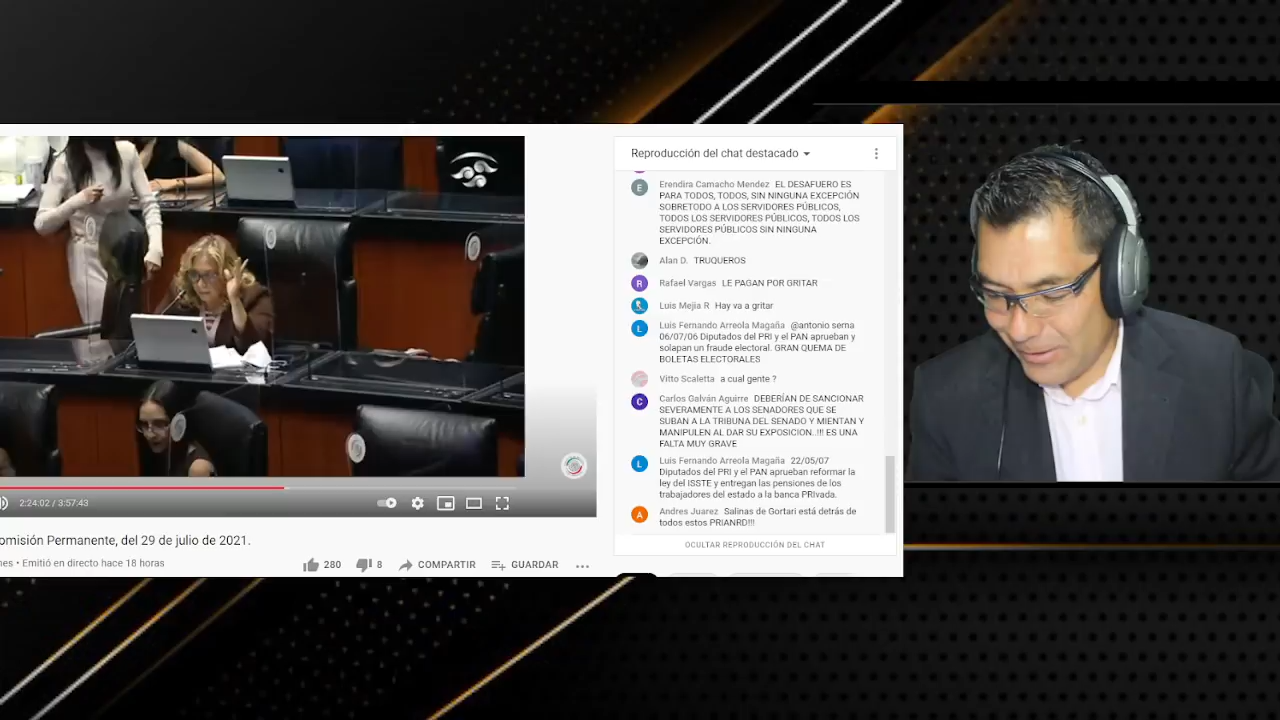 Reproducción del chat destacado
Erendira Camacho Mendez EL DESAFUERO ES
PARA TODOS, TODOS, SIN NINGUNA EXCEPCIÓN
SOBRETODO A LOS SERVIDORES PÚBLICOS,
TODOS LOS SERVIDORES PÚBLICOS, TODOS LOS
SERVIDORES PÚBLICOS SIN NINGUNA
EXCEPCIÓN.
Alan D. TRUQUEROS
Rafael Vargas LE PAGAN POR GRITAR
Luis Mejia R Hay va a gritar
Luis Fernando Arreola Magaña @antonio serna
06/07/06 Diputados del PRI y el PAN aprueban y
solapan un fraude electoral. GRAN QUEMA DE
BOLETAS ELECTORALES
Vitto Scaletta a cual gente ?
Carlos Galván Aguirre DEBERÍAN DE SANCIONAR
SEVERAMENTE A LOS SENADORES QUE SE
SUBAN A LA TRIBUNA DEL SENADO Y MIENTAN Y
MANIPULEN AL DAR SU EXPOSICION..!!! ES UNA
FALTA MUY GRAVE
Luis Fernando Arreola Magaña 22/05/07
Diputados del PRI y el PAN aprueban reformar la
ley del ISSTE y entregan las pensiones de los
trabajadores del estado a la banca PRIvada.
Andres Juarez Salinas de Gortari está detrás de
todos estos PRIANRD!!!
OCULTAR REPRODUCCIÓN DEL CHAT
2:24:02 / 3:57:43
omisión Permanente, del 29 de julio de 2021.
nes • Emitió en directo hace 18 horas
280
8
COMPARTIR
GUARDAR